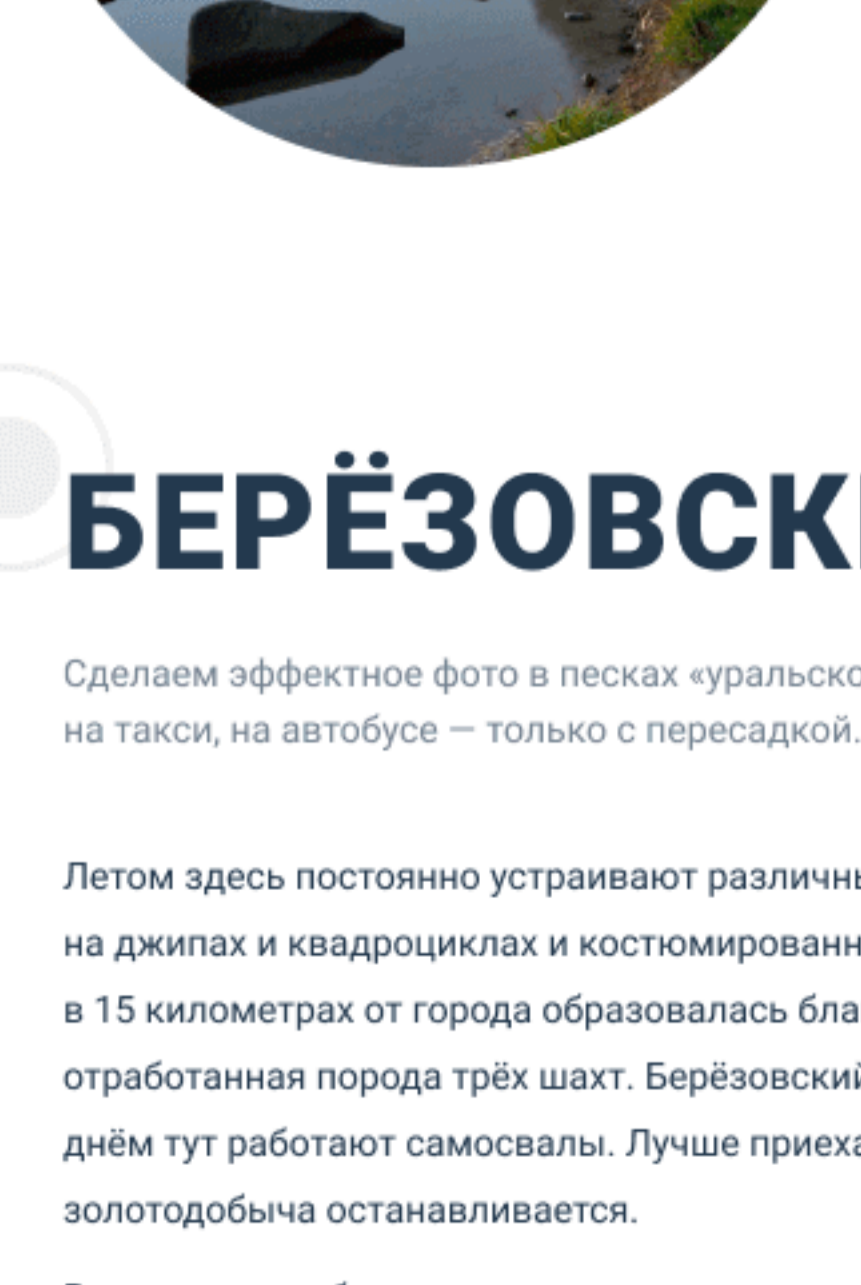 БЕРЁЗОВСК
Сделаем эффектное фото в песках «уральско
на такси, на автобусе — только с пересадкой.
Летом здесь постоянно устраивают различны
на джипах и квадроциклах и костюмированн
в 15 километрах от города образовалась бла
отработанная порода трёх шахт. Берёзовский
днём тут работают самосвалы. Лучше приеха
золотодобыча останавливается.